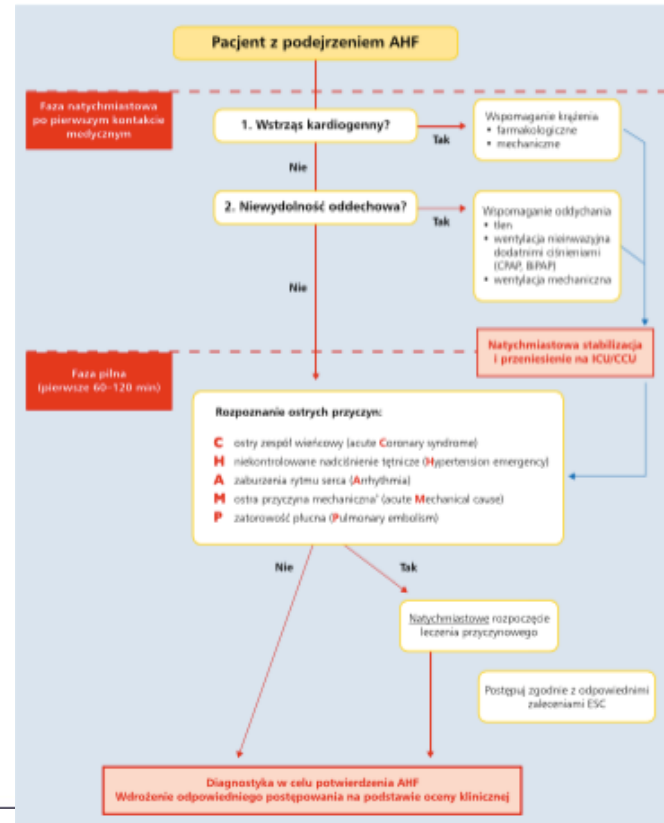 Pacjent z podejrzeniem AHF
Faza natychmiastowa
po pierwszym kontakcie
medycznym
1. Wstrząs kardiogenny?
Tak
Wspomaganie krążenia
• farmakologiczne
• mechaniczne
Nie
2. Niewydolność oddechowa?
Tak
Wspomaganie oddychania
• tlen
• wentylacja nieinwazyjna
dodatnimi ciśnieniami
(CPAP, BiPAP)
• wentylacja mechaniczna
Nie
Natychmiastowa stabilizacja
i przeniesienie na ICU/CCU
Faza pilna
(pierwsze 60–120 min)
Rozpoznanie ostrych przyczyn:
C ostry zespół wieńcowy (acute Coronary syndrome)
H niekontrolowane nadciśnienie tętnicze (Hypertension emergency)
A zaburzenia rytmu serca (Arrhythmia)
M ostra przyczyna mechaniczna* (acute Mechanical cause)
P zatorowość płucna (Pulmonary embolism)
Nie
Tak
Natychmiastowe rozpoczęcie
leczenia przyczynowego
Postępuj zgodnie z odpowiednimi
zaleceniami ESC
Diagnostyka w celu potwierdzenia AHF
Wdrożenie odpowiedniego postępowania na podstawie oceny klinicznej